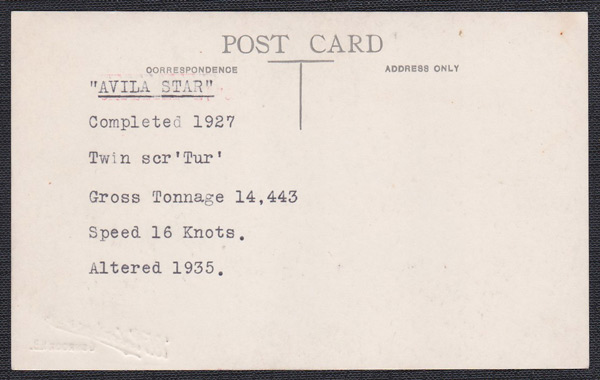 POST CARD
CORRESPONDENCE ADDRESS ONLY
"AVILA STAR"
Completed 1927
Twin scr'Tur'
Gross Tonnage 14,443
Speed 16 Knots.
Altered 1935.